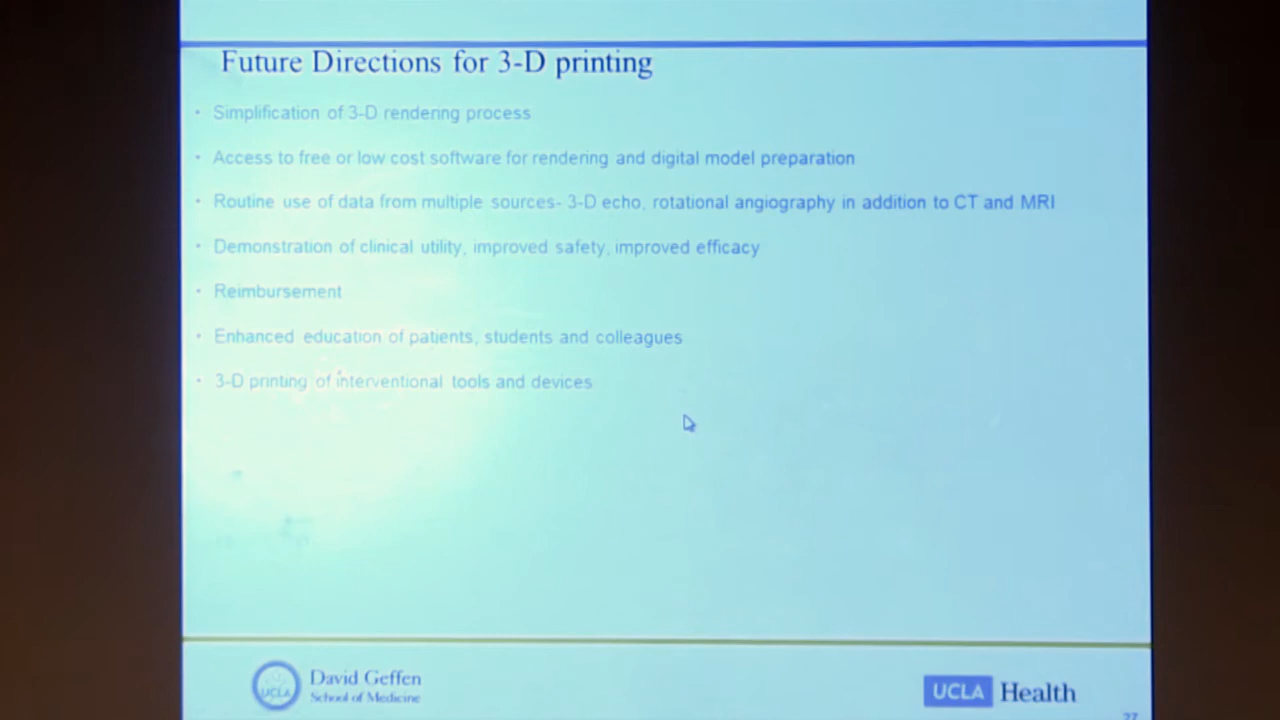 Future Directions for 3-D printing
• Simplification of 3-D rendering process
• Access to free or low cost software for rendering and digital model preparation
• Routine use of data from multiple sources- 3-D echo, rotational angiography in addition to CT and MRI
• Demonstration of clinical utility, improved safety, improved efficacy
• Reimbursement
• Enhanced education of patients, students and colleagues
• 3-D printing of interventional tools and devices
UCLA
David Geffen
School of Medicine
UCLA Health
27